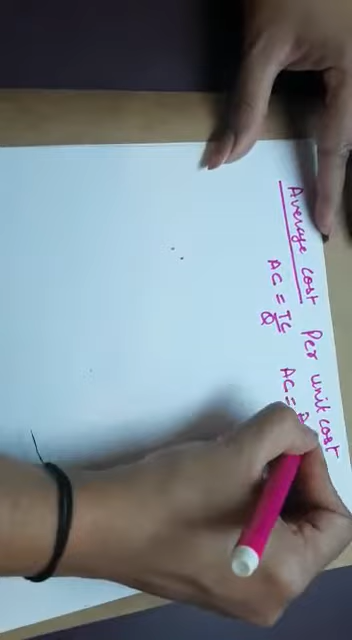 Average cost Per unit cost
AC = TC/Q AC =